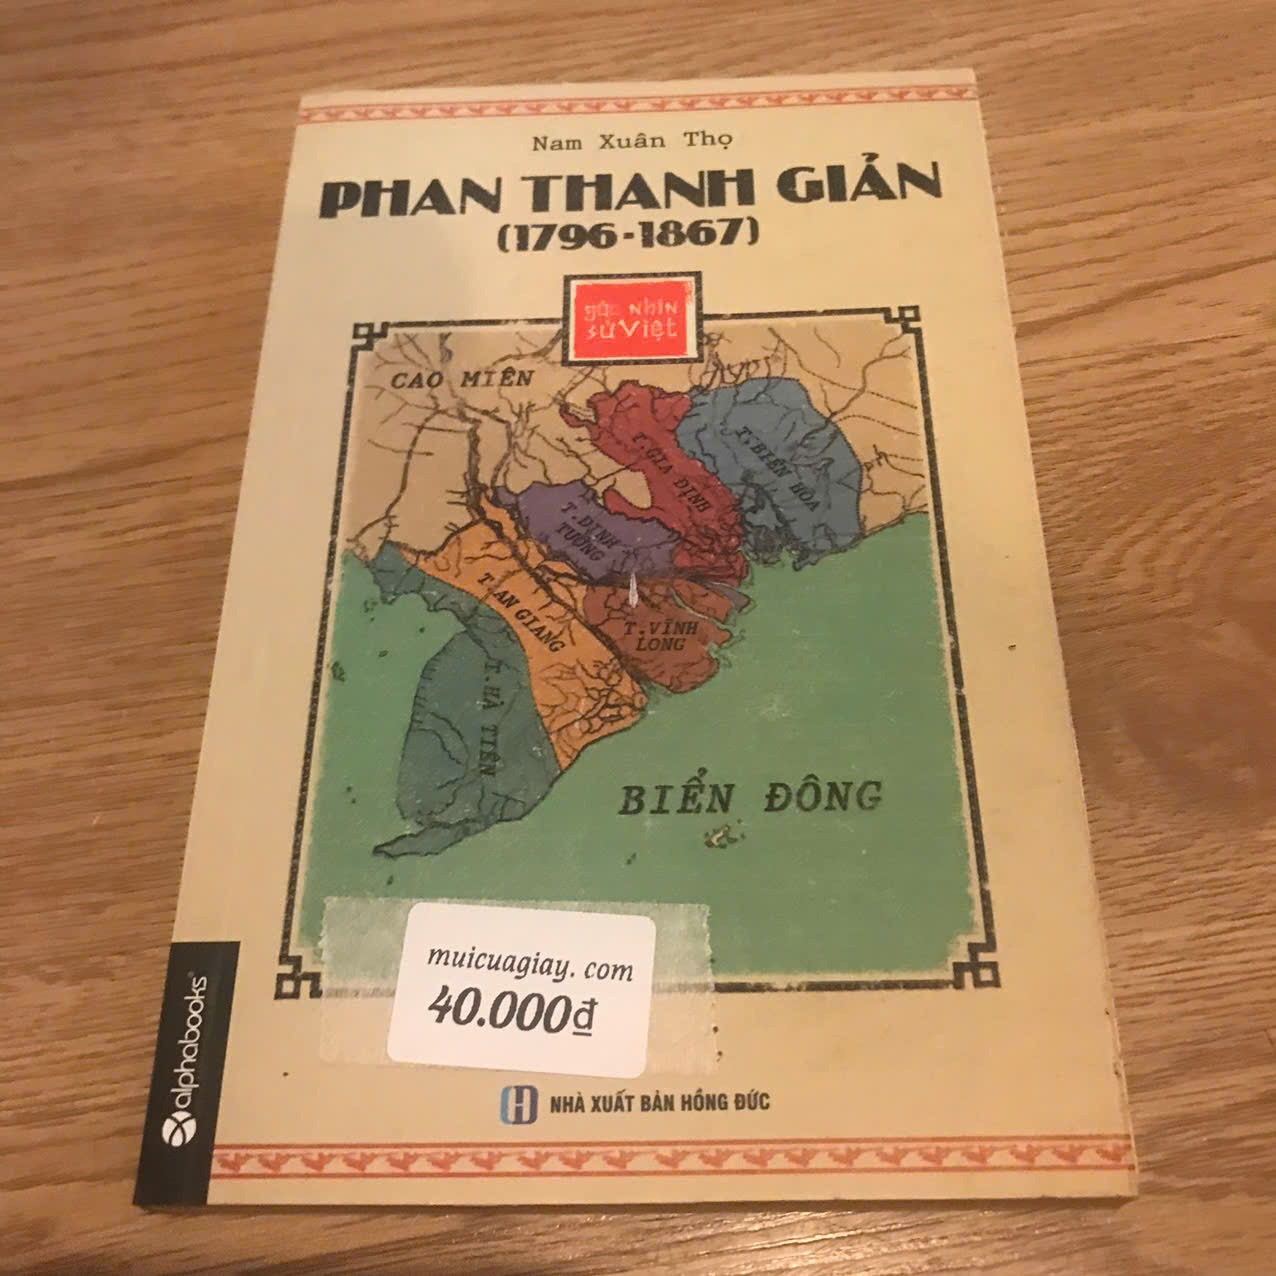 Nam Xuân Thọ
PHAN THANH GIẢN
(1796-1867)
góc nhìn
sử Việt
CAO MIÊN
T.GIA ĐỊNH
T.BIÊN HÒA
T.ĐỊNH
TƯỜNG
T.AN GIANG
T.VĨNH
LONG
T.HÀ TIÊN
BIỂN ĐÔNG
muicuagiay.com
40.000đ
alphabooks®
H NHÀ XUẤT BẢN HỒNG ĐỨC